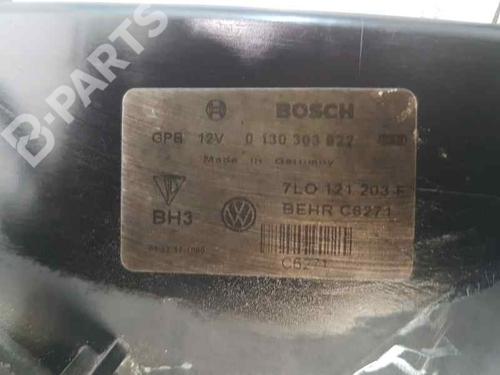 B-PARTS
BOSCH
GPB 12V 0 130 303 922
Made in Germany
7L0 121 203 F
BH3 BEHR C6271
C6271